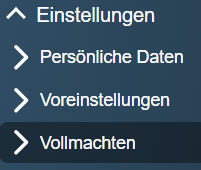 Einstellungen
Persönliche Daten
Voreinstellungen
Vollmachten